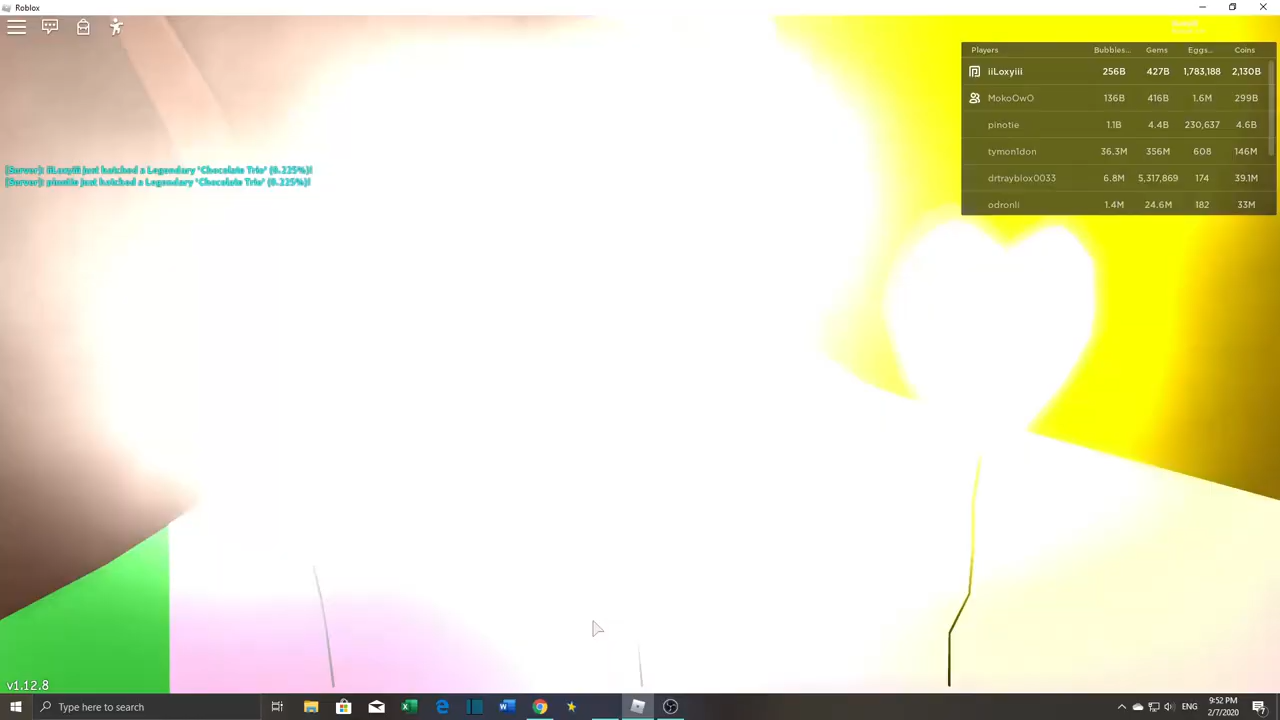 Roblox
Players Bubbles... Gems Eggs... Coins
iiLoxyiii 256B 427B 1,783,188 2,130B
MokoOwO 136B 416B 1.6M 299B
pinotie 1.1B 4.4B 230,637 4.6B
tymon1don 36.3M 356M 608 146M
drtrayblox0033 6.8M 5,317,869 174 39.1M
odronli 1.4M 24.6M 182 33M
[Server]: iiLoxyiii just hatched a Legendary 'Chocolate Trio' (0.225%)!
[Server]: pinotie just hatched a Legendary 'Chocolate Trio' (0.225%)!
v1.12.8
Type here to search
ENG
9:52 PM
2/7/2020